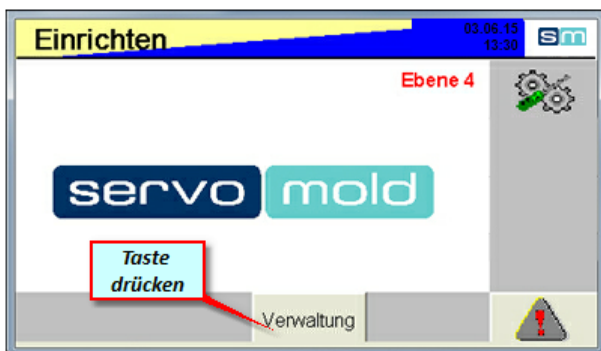 Einrichten
03.06.15
13:30
sm
Ebene 4
servo mold
Taste
drücken
Verwaltung